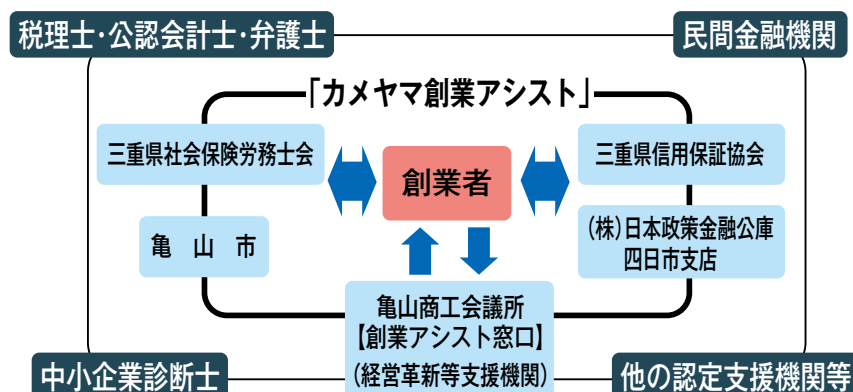 税理士・公認会計士・弁護士
民間金融機関
「カメヤマ創業アシスト」
三重県社会保険労務士会
創業者
三重県信用保証協会
亀山市
(株)日本政策金融公庫
四日市支店
亀山商工会議所
【創業アシスト窓口】
(経営革新等支援機関)
中小企業診断士
他の認定支援機関等